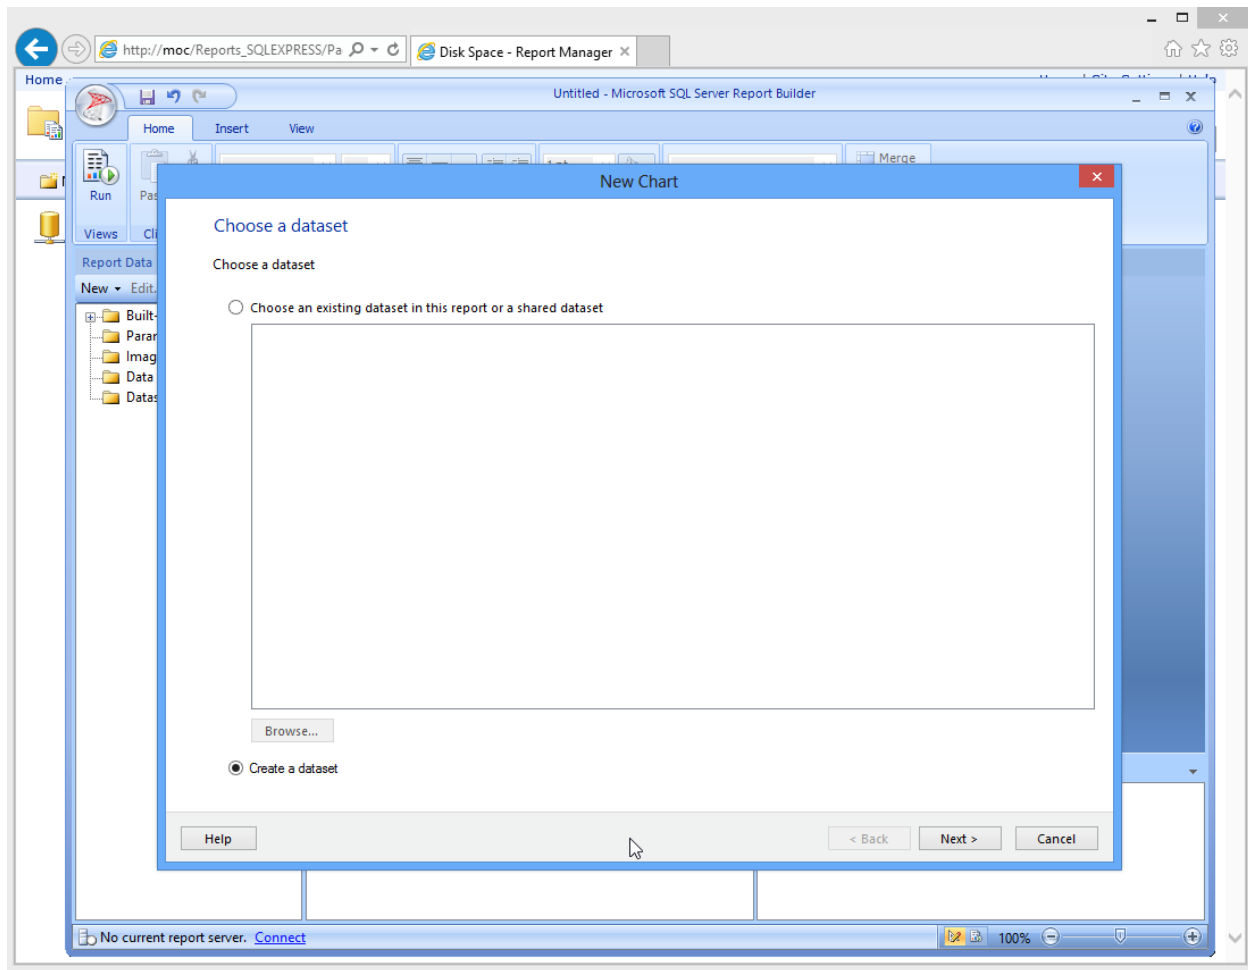 http://moc/Reports_SQLEXPRESS/Pa
Disk Space - Report Manager
Home
Untitled - Microsoft SQL Server Report Builder
Home Insert View
Merge
Run
Views
New Chart
Report Data
New Edit.
Built-
Data
Choose a dataset
Choose a dataset
Choose an existing dataset in this report or a shared dataset
Browse...
Create a dataset
Help < Back Next > Cancel
No current report server. Connect
100%